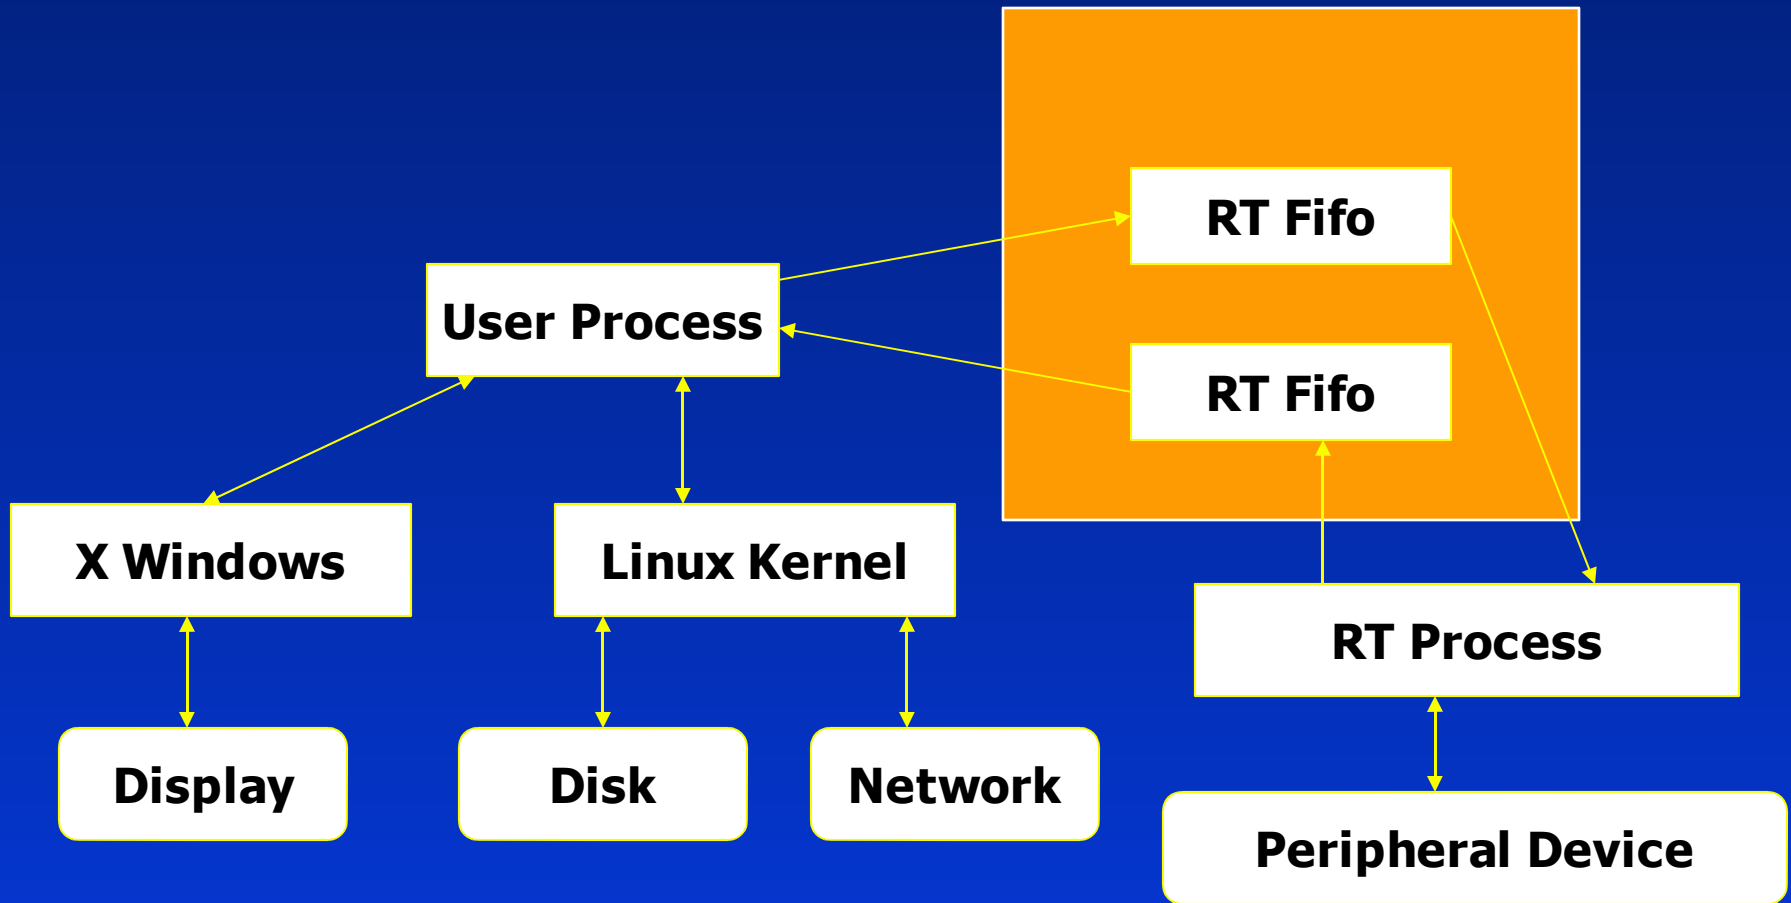 RT Fifo
User Process
RT Fifo
X Windows
Linux Kernel
RT Process
Display
Disk
Network
Peripheral Device